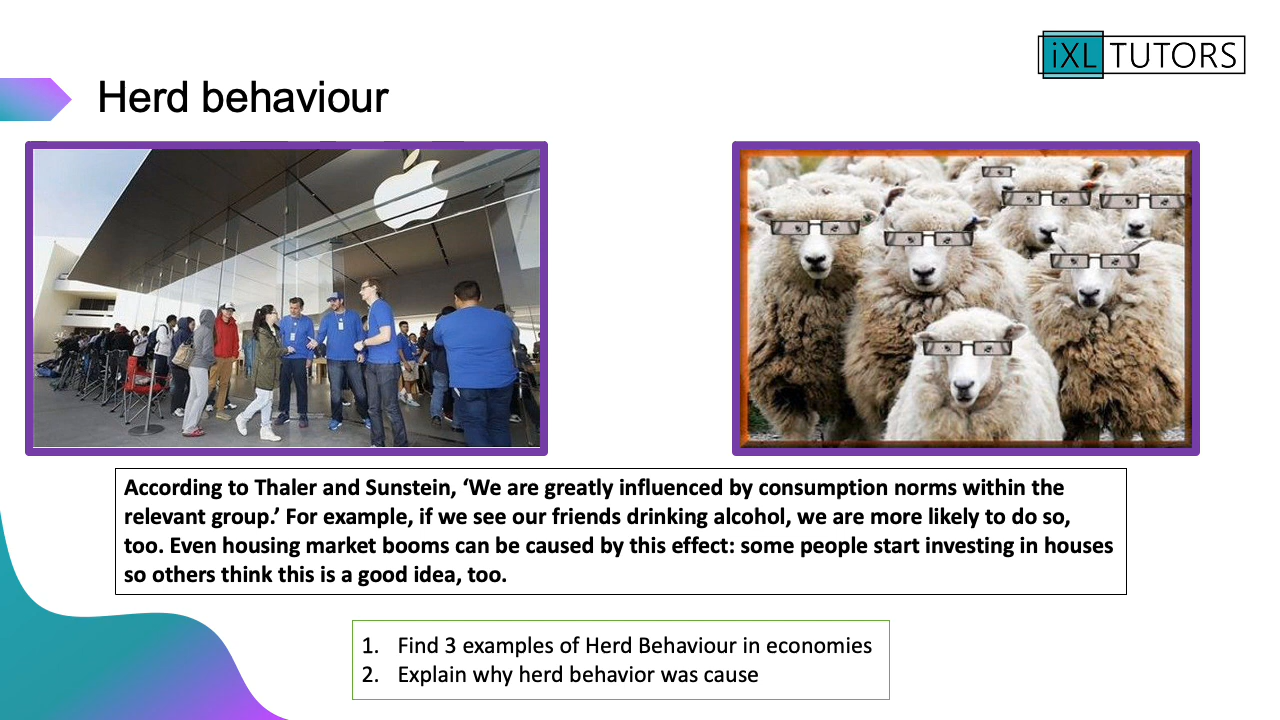 iXL TUTORS
Herd behaviour
According to Thaler and Sunstein, ‘We are greatly influenced by consumption norms within the
relevant group.’ For example, if we see our friends drinking alcohol, we are more likely to do so,
too. Even housing market booms can be caused by this effect: some people start investing in houses
so others think this is a good idea, too.
1. Find 3 examples of Herd Behaviour in economies
2. Explain why herd behavior was cause